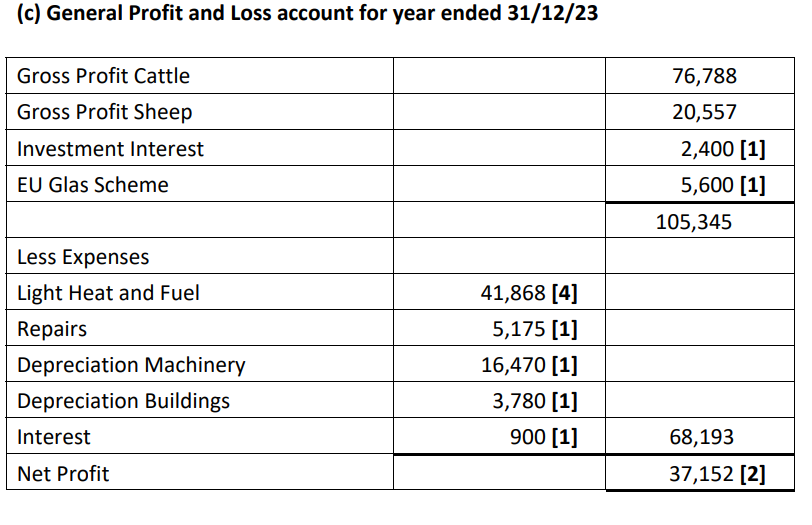 (c) General Profit and Loss account for year ended 31/12/23
Gross Profit Cattle 76,788
Gross Profit Sheep 20,557
Investment Interest 2,400 [1]
EU Glas Scheme 5,600 [1]
105,345
Less Expenses
Light Heat and Fuel 41,868 [4]
Repairs 5,175 [1]
Depreciation Machinery 16,470 [1]
Depreciation Buildings 3,780 [1]
Interest 900 [1] 68,193
Net Profit 37,152 [2]